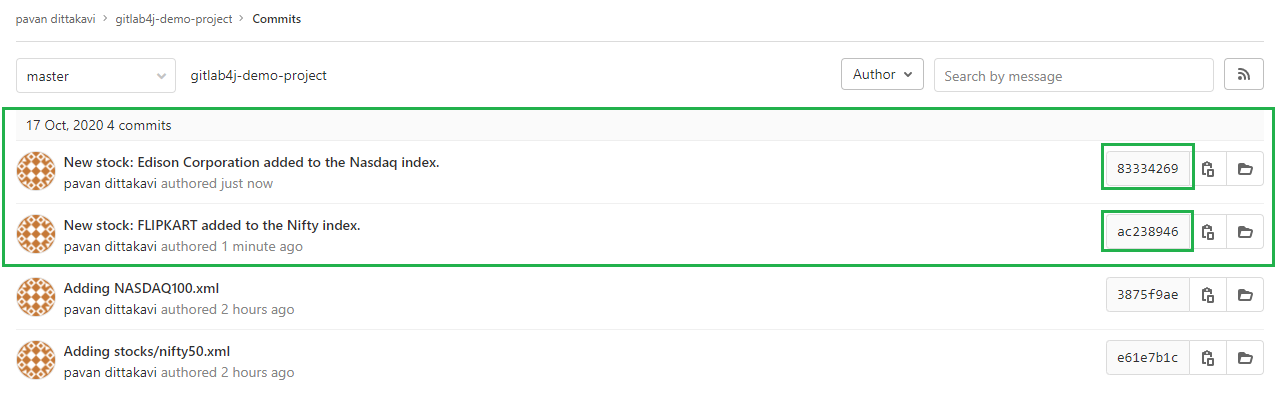 pavan dittakavi > gitlab4j-demo-project > Commits
master
gitlab4j-demo-project
Author
Search by message
17 Oct, 2020 4 commits
New stock: Edison Corporation added to the Nasdaq index.
pavan dittakavi authored just now
83334269
New stock: FLIPKART added to the Nifty index.
pavan dittakavi authored 1 minute ago
ac238946
Adding NASDAQ100.xml
pavan dittakavi authored 2 hours ago
3875f9ae
Adding stocks/nifty50.xml
pavan dittakavi authored 2 hours ago
e61e7b1c